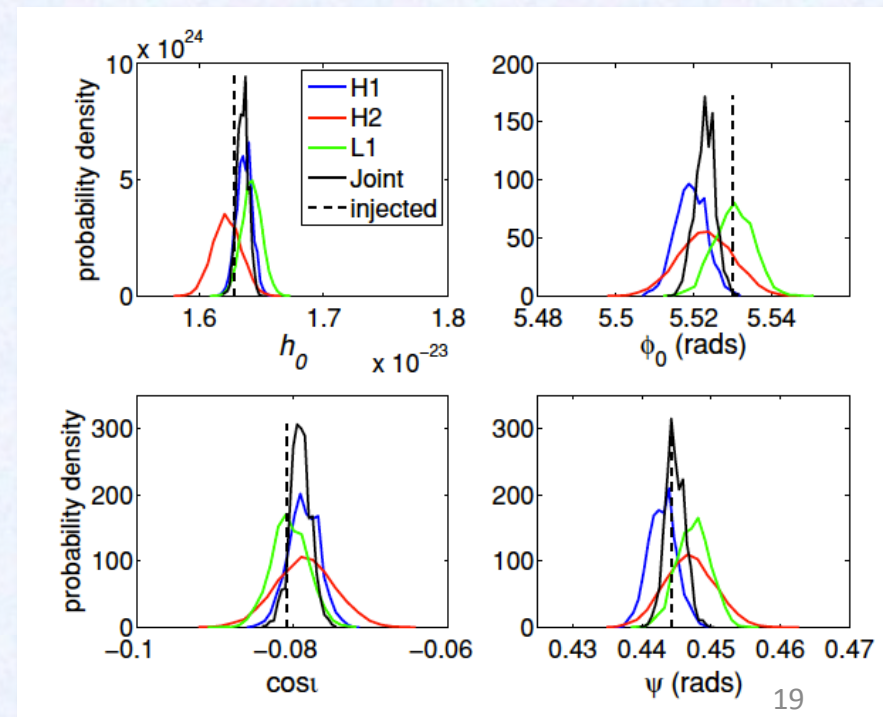 x 10^24
10
5
0
probability density
1.6
1.7
1.8
h_0
x 10^−23
H1
H2
L1
Joint
injected
200
150
100
50
0
5.48
5.5
5.52
5.54
ϕ_0 (rads)
300
200
100
0
probability density
−0.1
−0.08
−0.06
cosι
300
200
100
0
0.43
0.44
0.45
0.46
0.47
ψ (rads)
19